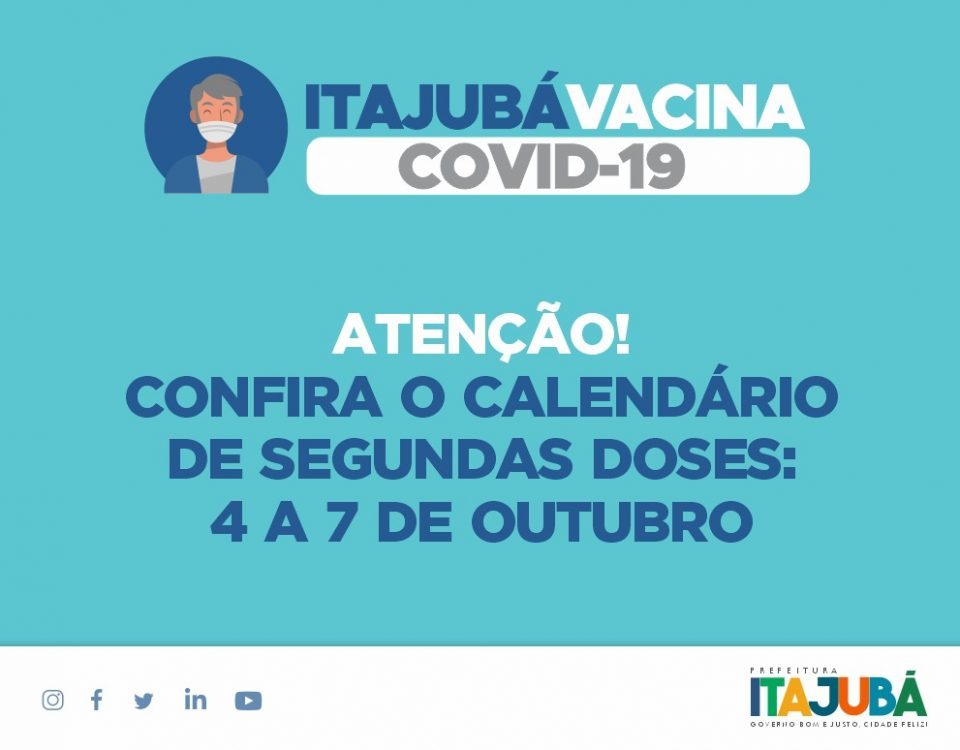 ITAJUBÁVACINA
COVID-19
ATENÇÃO!
CONFIRA O CALENDÁRIO
DE SEGUNDAS DOSES:
4 A 7 DE OUTUBRO
PREFEITURA
ITAJUBÁ
GOVERNO BOM E JUSTO, CIDADE FELIZ!